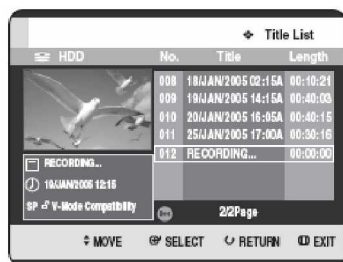 ❖ Title List
HDD No. Title Length
008 18/JAN/2005 02:15A 00:10:21
009 19/JAN/2005 14:15A 00:40:03
010 20/JAN/2005 16:05A 00:40:15
011 25/JAN/2005 17:00A 00:30:16
012 RECORDING... 00:00:00
RECORDING...
19/JAN/2005 12:15
SP V-Mode Compatibility
2/2Page
MOVE SELECT RETURN EXIT